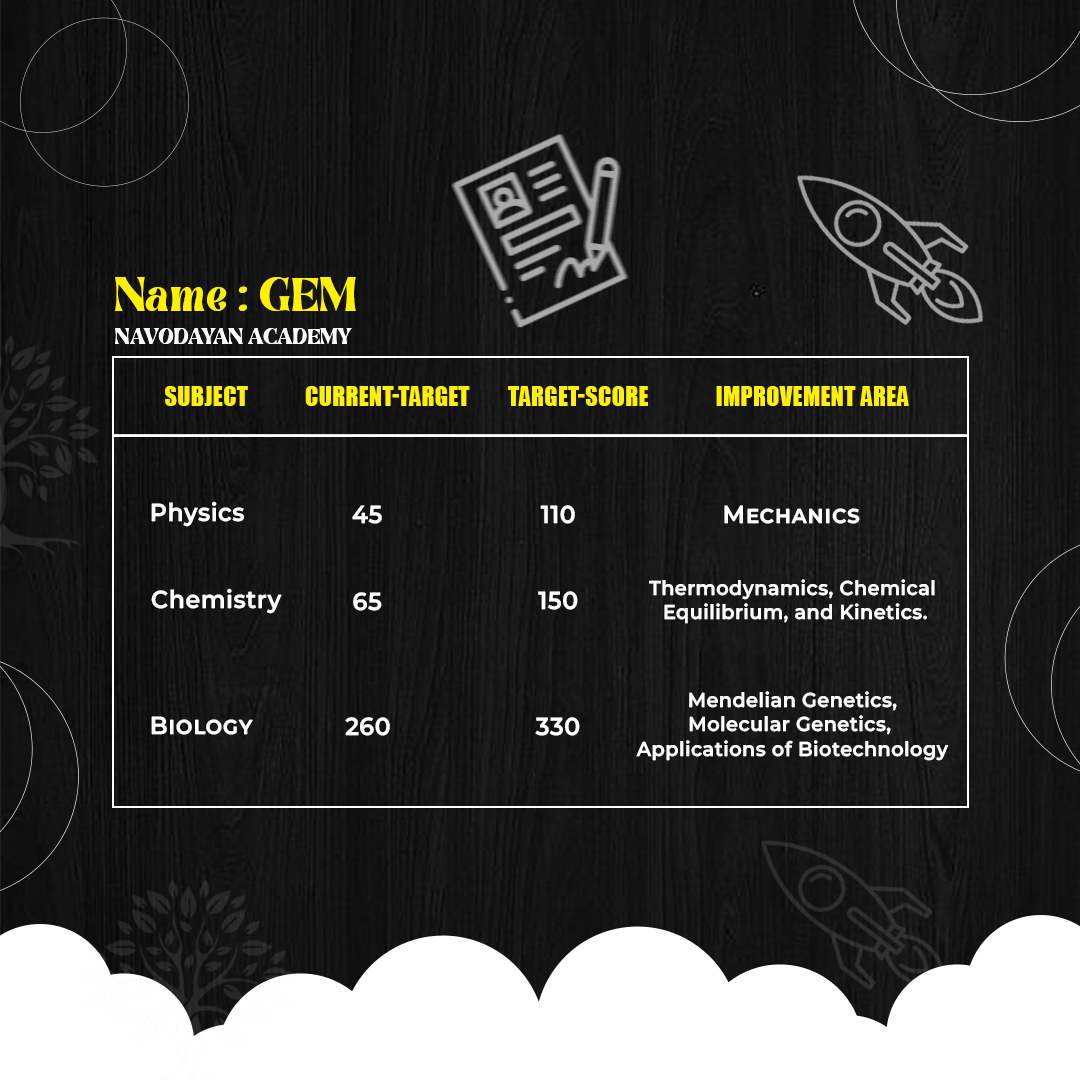 Name : GEM
NAVODAYAN ACADEMY
SUBJECT CURRENT-TARGET TARGET-SCORE IMPROVEMENT AREA
Physics 45 110 MECHANICS
Chemistry 65 150 Thermodynamics, Chemical
Equilibrium, and Kinetics.
BIOLOGY 260 330 Mendelian Genetics,
Molecular Genetics,
Applications of Biotechnology